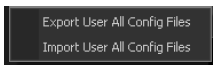 Export User All Config Files
Import User All Config Files